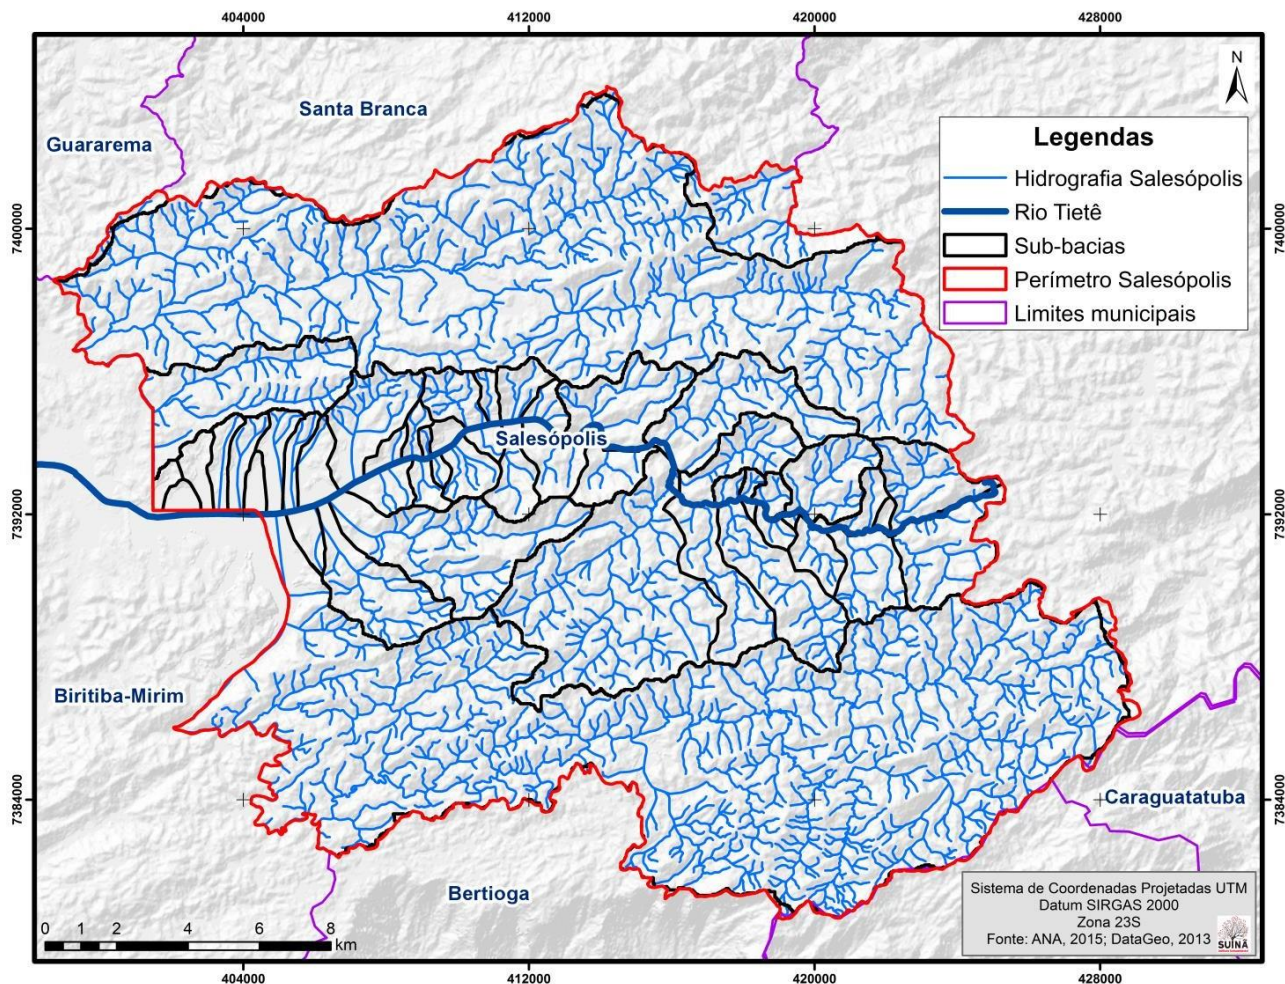 404000
412000
420000
428000
N
Santa Branca
Guararema
Legendas
Hidrografia Salesópolis
Rio Tietê
Sub-bacias
Perímetro Salesópolis
Limites municipais
7400000
7400000
Salesópolis
7392000
7392000
Biritiba-Mirim
7384000
7384000
Caraguatatuba
Bertioga
Sistema de Coordenadas Projetadas UTM
Datum SIRGAS 2000
Zona 23S
Fonte: ANA, 2015; DataGeo, 2013
SUINÃ
0 1 2 4 6 8
km
404000
412000
420000
428000